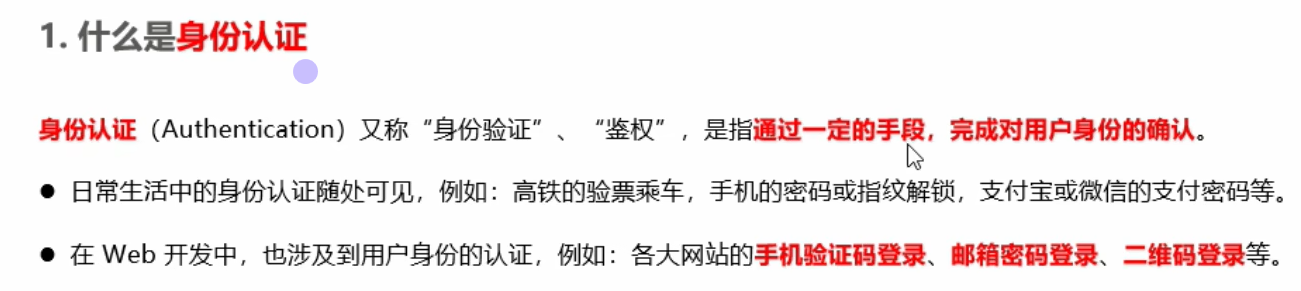 1. 什么是身份认证
身份认证（Authentication）又称“身份验证”、“鉴权”，是指通过一定的手段，完成对用户身份的确认。
● 日常生活中的身份认证随处可见，例如：高铁的验票乘车，手机的密码或指纹解锁，支付宝或微信的支付密码等。
● 在 Web 开发中，也涉及到用户身份的认证，例如：各大网站的手机验证码登录、邮箱密码登录、二维码登录等。